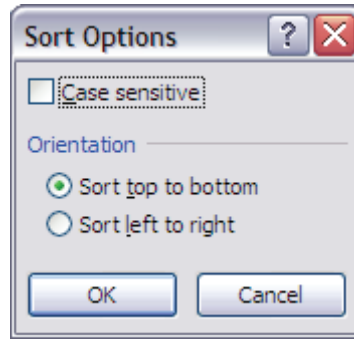 Sort Options
Case sensitive
Orientation
Sort top to bottom
Sort left to right
OK Cancel